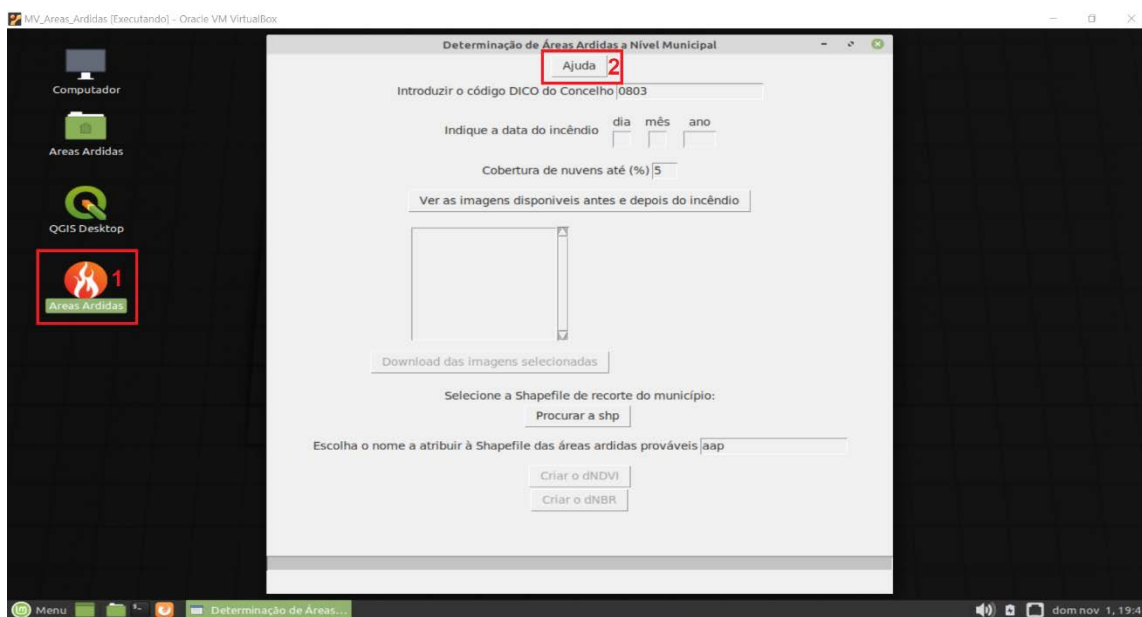 MV_Areas_Ardidas [Executando] - Oracle VM VirtualBox
Determinação de Áreas Ardidas a Nível Municipal
Ajuda 2
Computador
Introduzir o código DICO do Concelho 0803
Areas Ardidas
dia mês ano
Indique a data do incêndio
Cobertura de nuvens até (%) 5
QGIS Desktop
Ver as imagens disponiveis antes e depois do incêndio
1
Areas Ardidas
Download das imagens selecionadas
Selecione a Shapefile de recorte do município:
Procurar a shp
Escolha o nome a atribuir à Shapefile das áreas ardidas prováveis aap
Criar o dNDVI
Criar o dNBR
Menu
Determinação de Áreas...
dom nov 1, 19:4